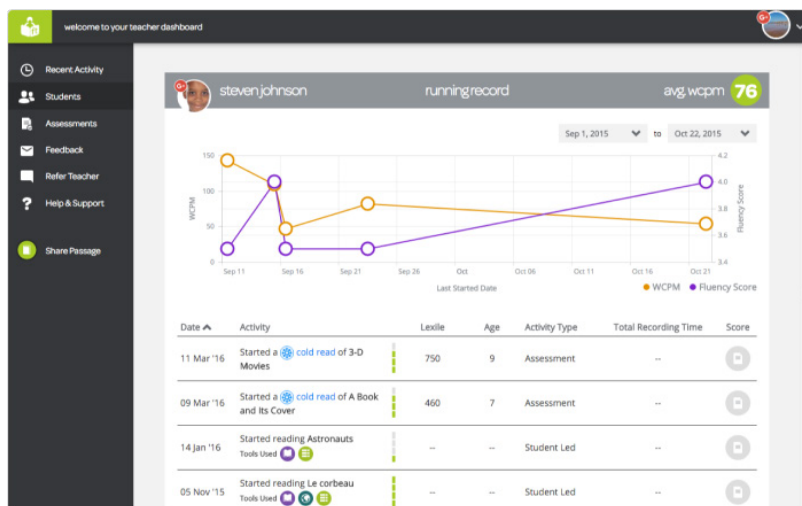 welcome to your teacher dashboard
Recent Activity
Students
Assessments
Feedback
Refer Teacher
Help & Support
Share Passage
steven johnson running record avg. wcpm 76
Sep 1, 2015 to Oct 22, 2015
150 4.2
100 4.0
3.8
50 3.6
0 3.4
WCPM
Fluency Score
Sep 11 Sep 16 Sep 21 Sep 26 Oct Oct 06 Oct 11 Oct 16 Oct 21
Last Started Date
WCPM Fluency Score
Date Activity Lexile Age Activity Type Total Recording Time Score
11 Mar '16 Started a cold read of 3-D Movies 750 9 Assessment --
09 Mar '16 Started a cold read of A Book and Its Cover 460 7 Assessment --
14 Jan '16 Started reading Astronauts -- -- Student Led --
Tools Used
05 Nov '15 Started reading Le corbeau -- -- Student Led --
Tools Used